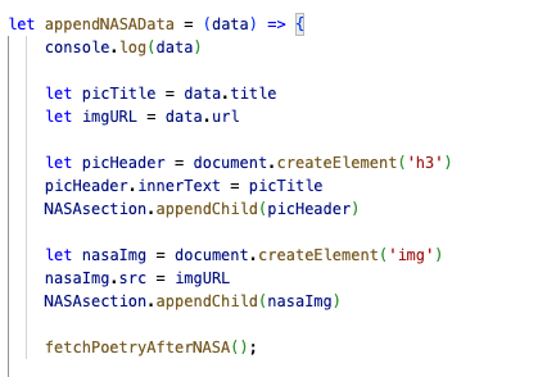 let appendNASAData = (data) => {
console.log(data)
let picTitle = data.title
let imgURL = data.url
let picHeader = document.createElement('h3')
picHeader.innerText = picTitle
NASAsection.appendChild(picHeader)
let nasaImg = document.createElement('img')
nasaImg.src = imgURL
NASAsection.appendChild(nasaImg)
fetchPoetryAfterNASA();